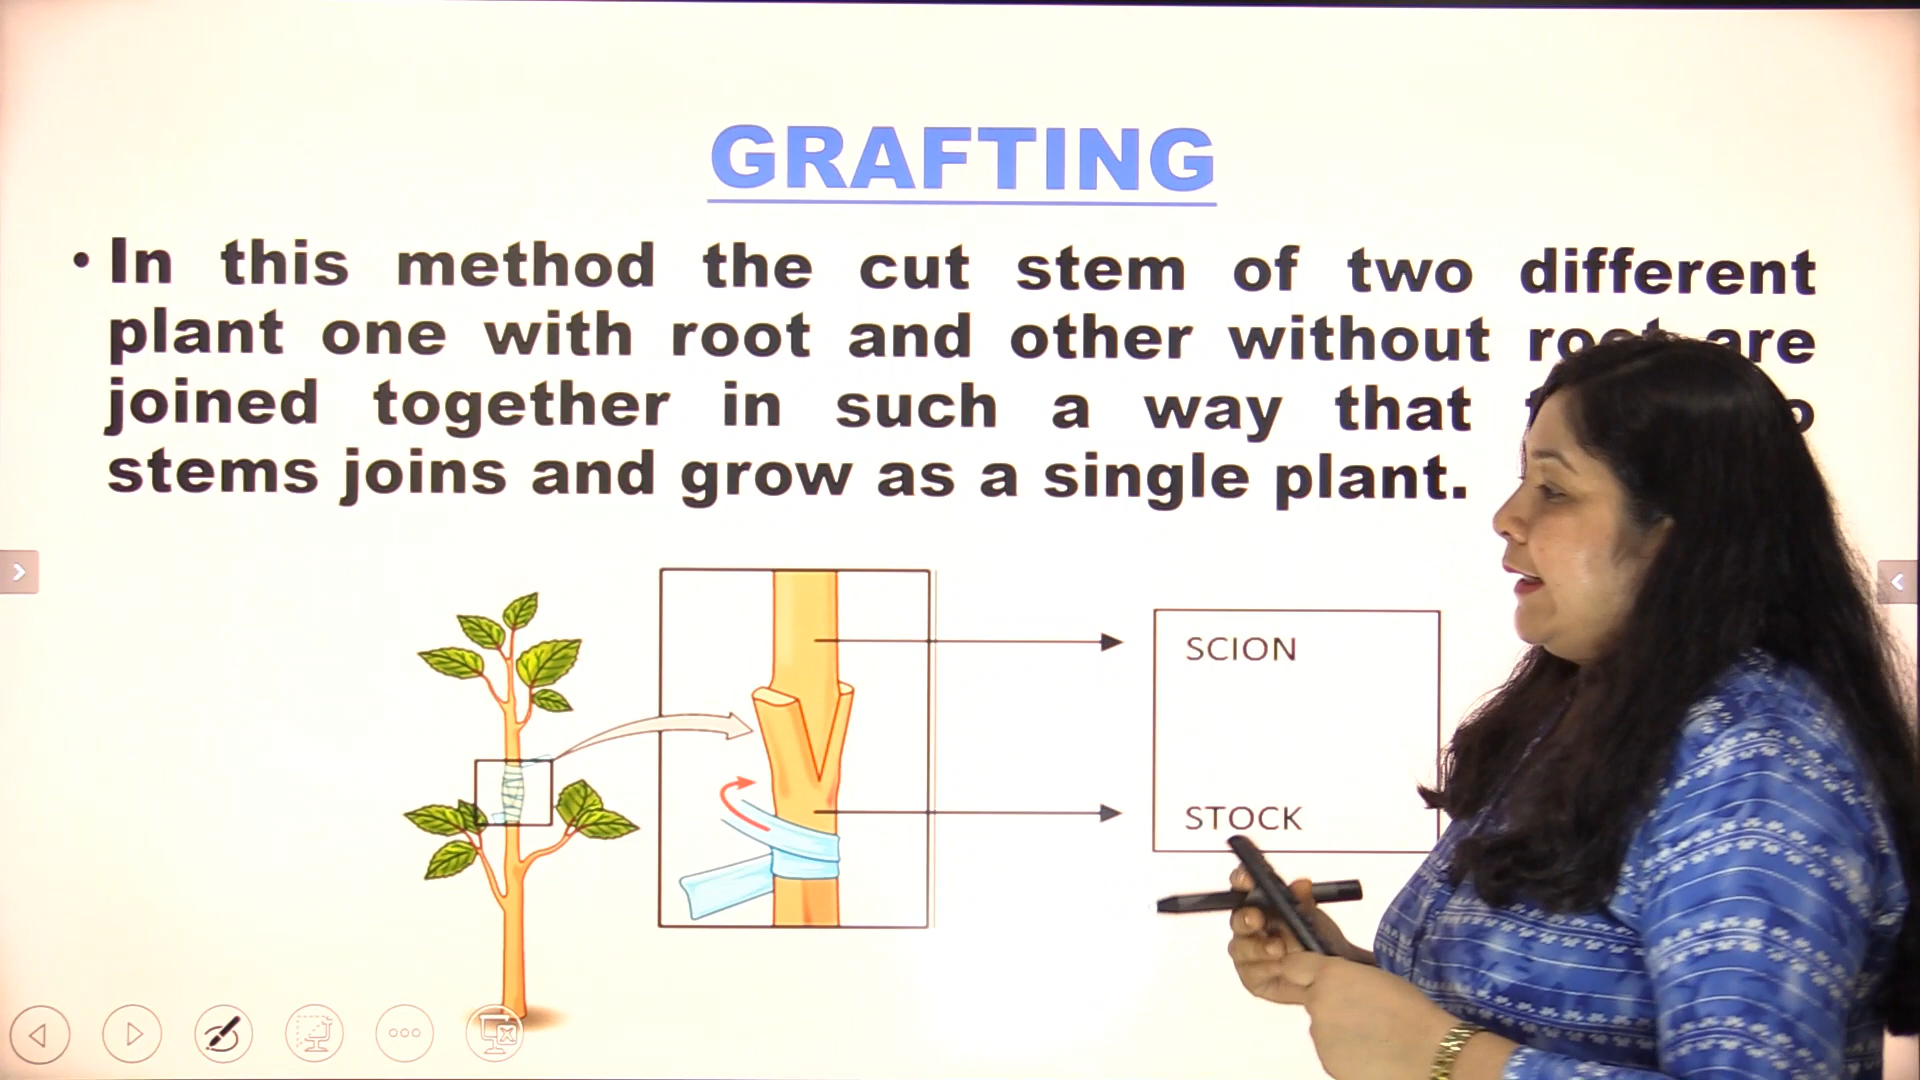 GRAFTING
• In this method the cut stem of two different
plant one with root and other without are
joined together in such a way that
stems joins and grow as a single plant.
SCION
STOCK